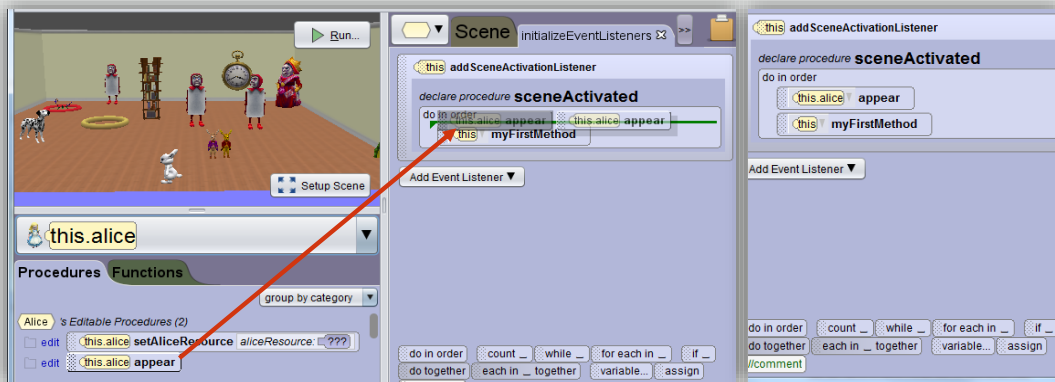 Run...
Setup Scene
this.alice
Procedures Functions
group by category
Alice 's Editable Procedures (2)
edit this.alice setAliceResource aliceResource: ???
edit this.alice appear
Scene initializeEventListeners >>
this addSceneActivationListener
declare procedure sceneActivated
do in order
this.alice appear this.alice appear
this myFirstMethod
Add Event Listener
do in order count _ while _ for each in _ if _
do together each in _ together variable... assign
this addSceneActivationListener
declare procedure sceneActivated
do in order
this.alice appear
this myFirstMethod
Add Event Listener
do in order count _ while _ for each in _ if _
do together each in _ together variable... assign
//comment